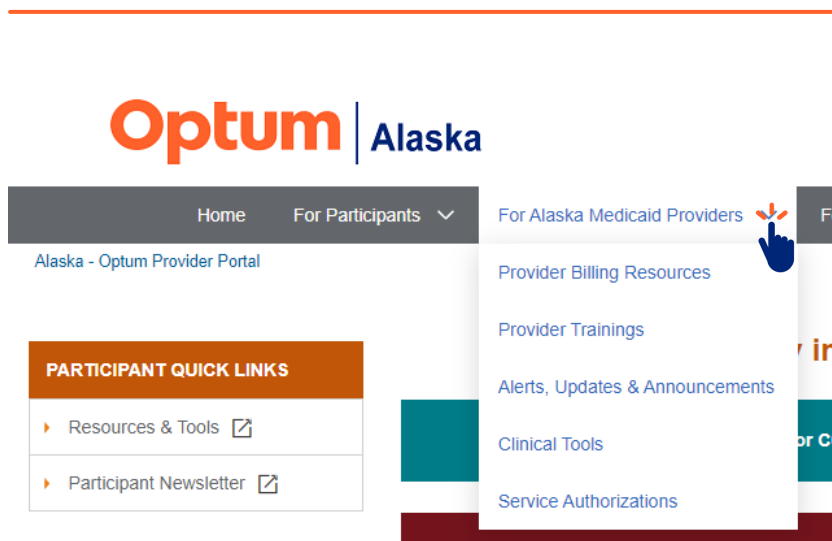 Optum Alaska
Home For Participants For Alaska Medicaid Providers
Alaska - Optum Provider Portal
Provider Billing Resources
Provider Trainings
PARTICIPANT QUICK LINKS
Alerts, Updates & Announcements
Resources & Tools
Clinical Tools
Participant Newsletter
Service Authorizations